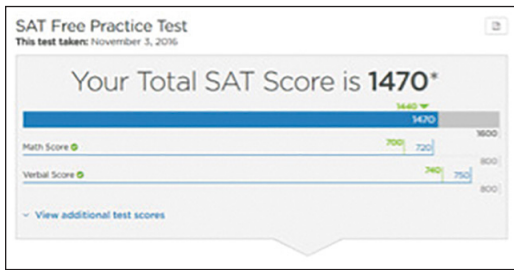 SAT Free Practice Test
This test taken: November 3, 2016
Your Total SAT Score is 1470*
1440
1470
1600
Math Score
700
720
800
Verbal Score
740
750
800
View additional test scores